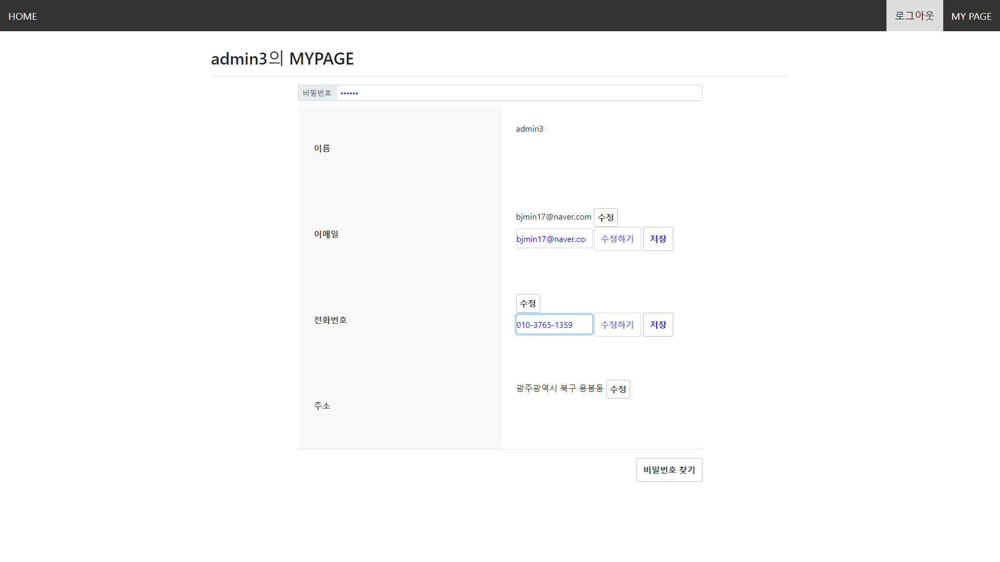 HOME 로그아웃 MY PAGE
admin3의 MYPAGE
비밀번호 ••••••
이름 admin3
이메일 bjmin17@naver.com 수정
bjmin17@naver.co 수정하기 저장
전화번호 수정
010-3765-1359 수정하기 저장
주소 광주광역시 북구 용봉동 수정
비밀번호 찾기